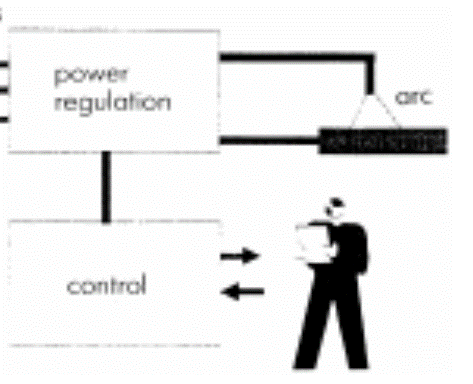 power
regulation
arc
control